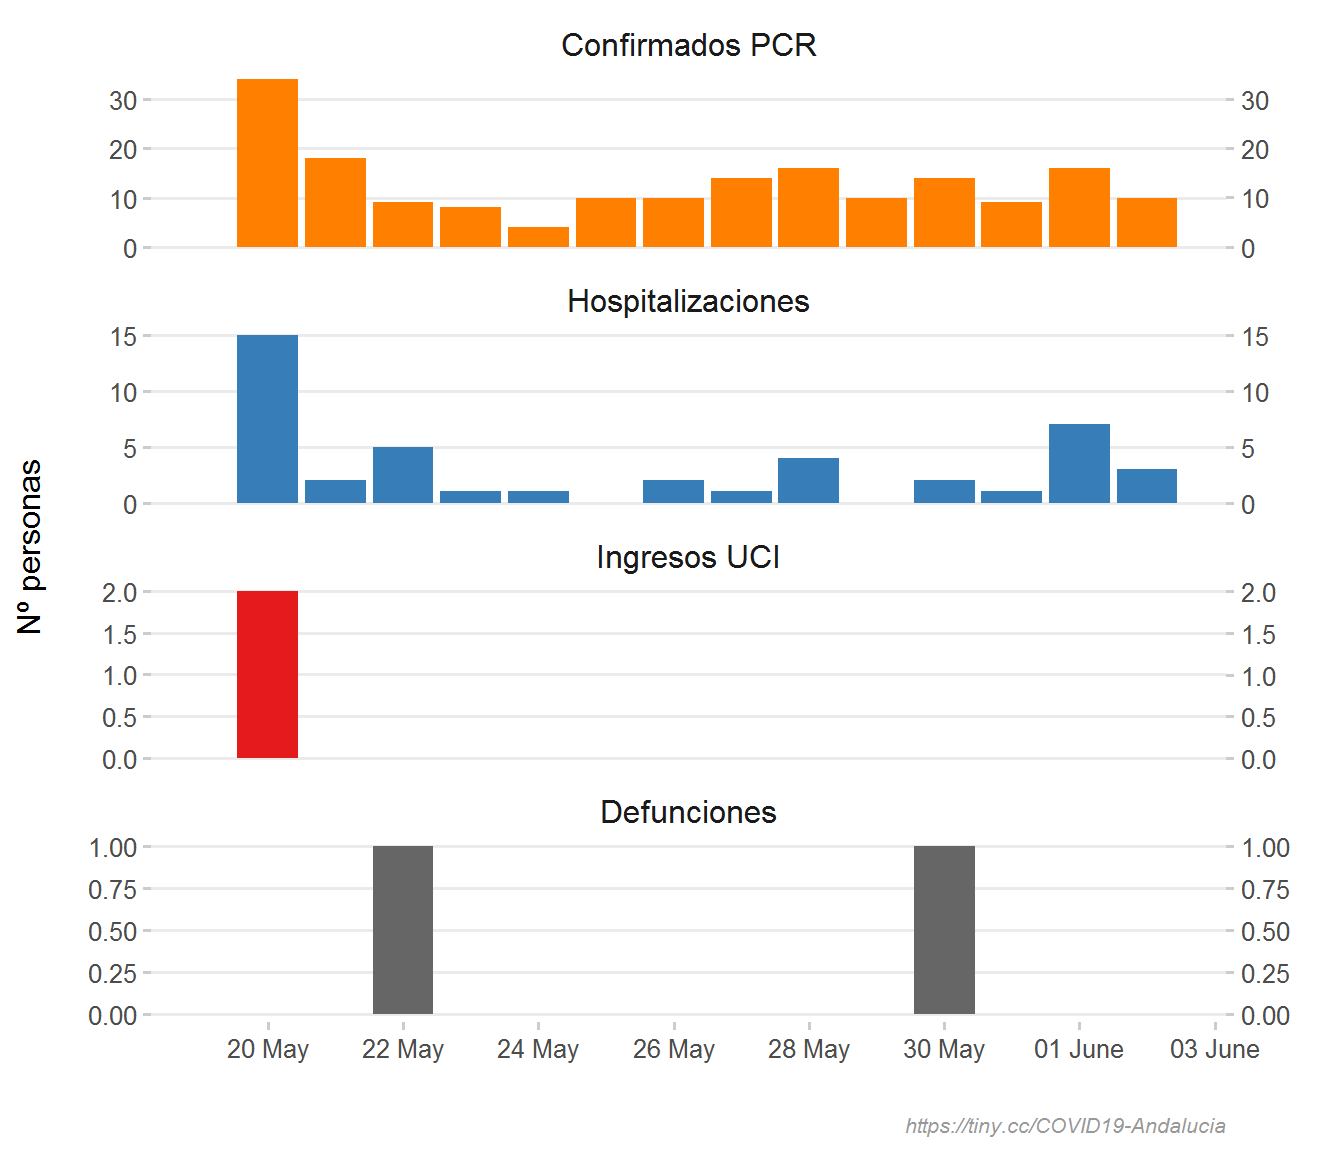 Confirmados PCR
30 30
20 20
10 10
0 0
Hospitalizaciones
15 15
10 10
5 5
0 0
Ingresos UCI
2.0 2.0
1.5 1.5
1.0 1.0
0.5 0.5
0.0 0.0
Defunciones
1.00 1.00
0.75 0.75
0.50 0.50
0.25 0.25
0.00 0.00
20 May 22 May 24 May 26 May 28 May 30 May 01 June 03 June
Nº personas
https://tiny.cc/COVID19-Andalucia